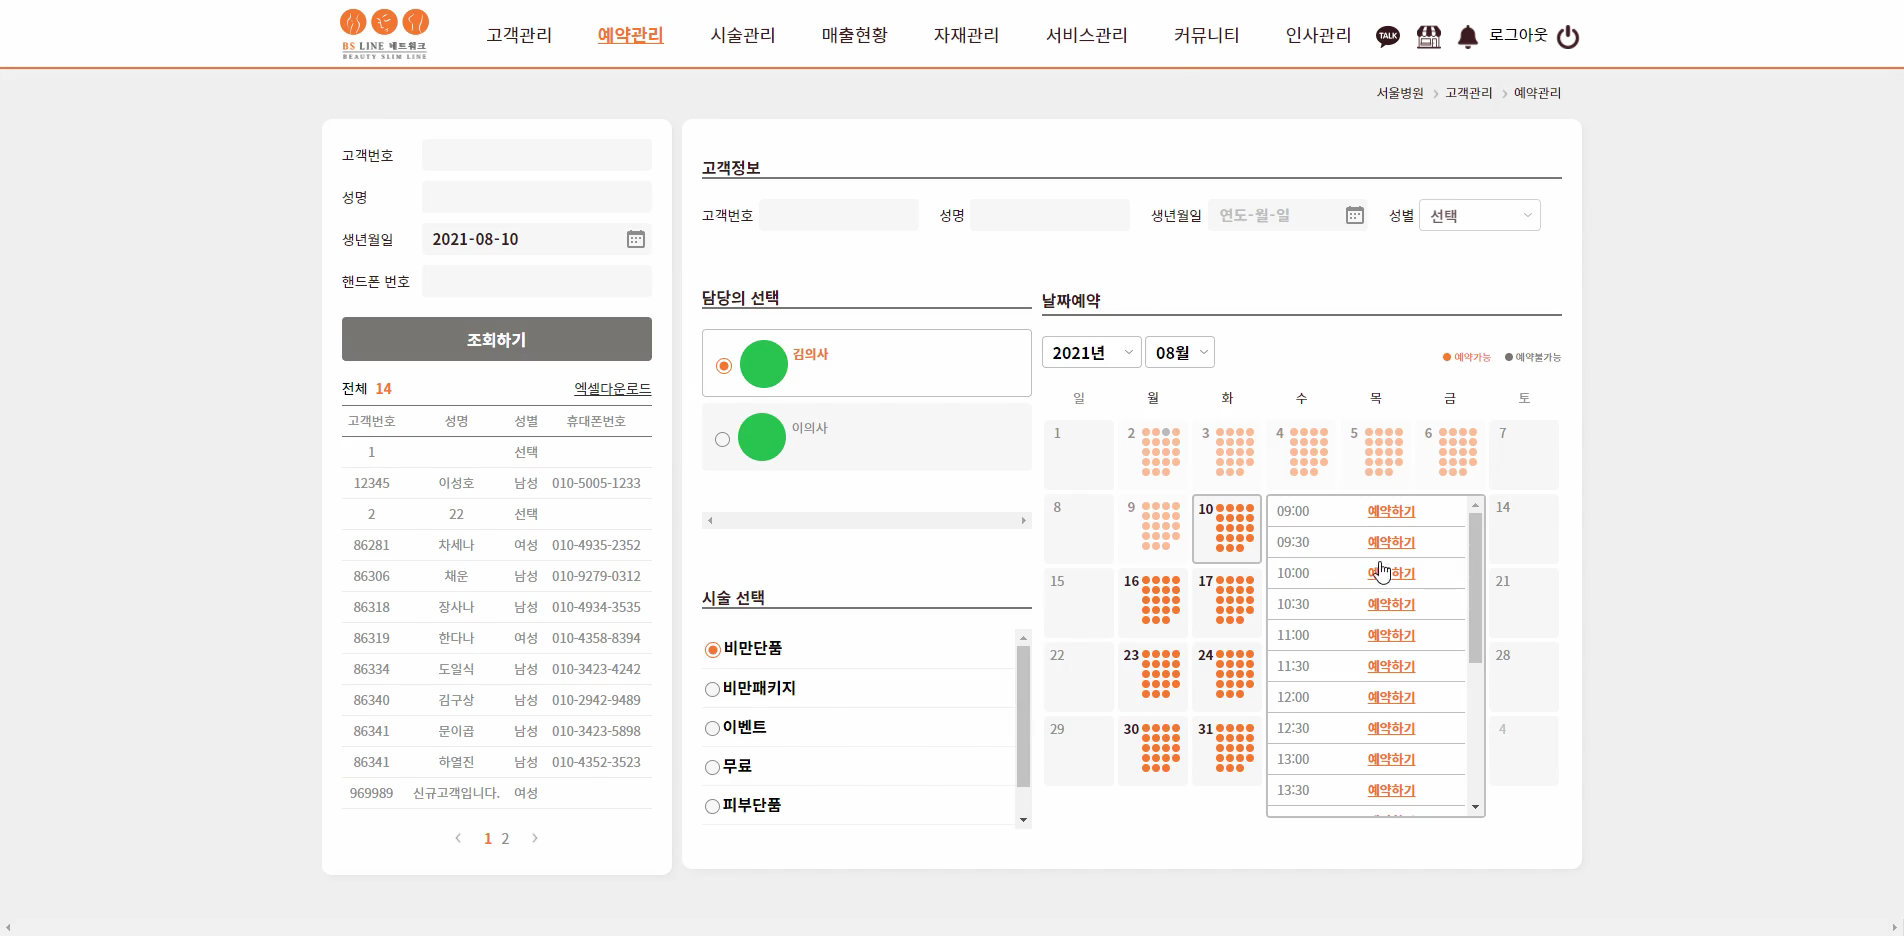 BS LINE 네트워크
BEAUTY SLIM LINE
고객관리 예약관리 시술관리 매출현황 자재관리 서비스관리 커뮤니티 인사관리 TALK 로그아웃
서울병원 > 고객관리 > 예약관리
고객번호
성명
생년월일 2021-08-10
핸드폰 번호
조회하기
전체 14 엑셀다운로드
고객번호 성명 성별 휴대폰번호
1 선택
12345 이성호 남성 010-5005-1233
2 22 선택
86281 차세나 여성 010-4935-2352
86306 채운 남성 010-9279-0312
86318 장사나 남성 010-4934-3535
86319 한다나 여성 010-4358-8394
86334 도일식 남성 010-3423-4242
86340 김구상 남성 010-2942-9489
86341 문이곱 남성 010-3423-5898
86341 하열진 남성 010-4352-3523
969989 신규고객입니다. 여성
< 1 2 >
고객정보
고객번호 성명 생년월일 연도-월-일 성별 선택
담당의 선택
김의사
이의사
시술 선택
비만단품
비만패키지
이벤트
무료
피부단품
날짜예약
2021년 08월
예약가능 예약불가능
일 월 화 수 목 금 토
1 2 3 4 5 6 7
8 9 10 14
15 16 17 21
22 23 24 28
29 30 31 4
09:00 예약하기
09:30 예약하기
10:00 예약하기
10:30 예약하기
11:00 예약하기
11:30 예약하기
12:00 예약하기
12:30 예약하기
13:00 예약하기
13:30 예약하기